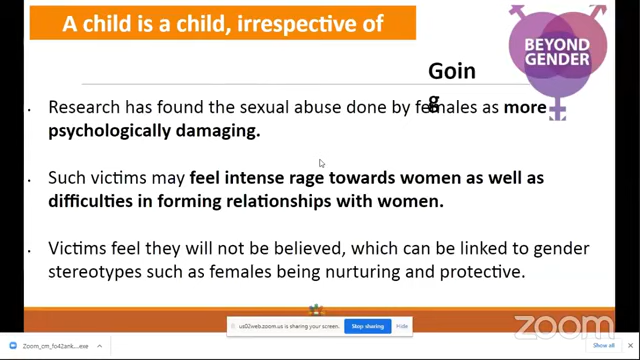 A child is a child, irrespective of
BEYOND
GENDER
Goin
g
Research has found the sexual abuse done by females as more
psychologically damaging.
Such victims may feel intense rage towards women as well as
difficulties in forming relationships with women.
Victims feel they will not be believed, which can be linked to gender
stereotypes such as females being nurturing and protective.
us02web.zoom.us is sharing your screen.
Stop sharing
Hide
zoom
Zoom_cm_fo42ank....exe
Show all